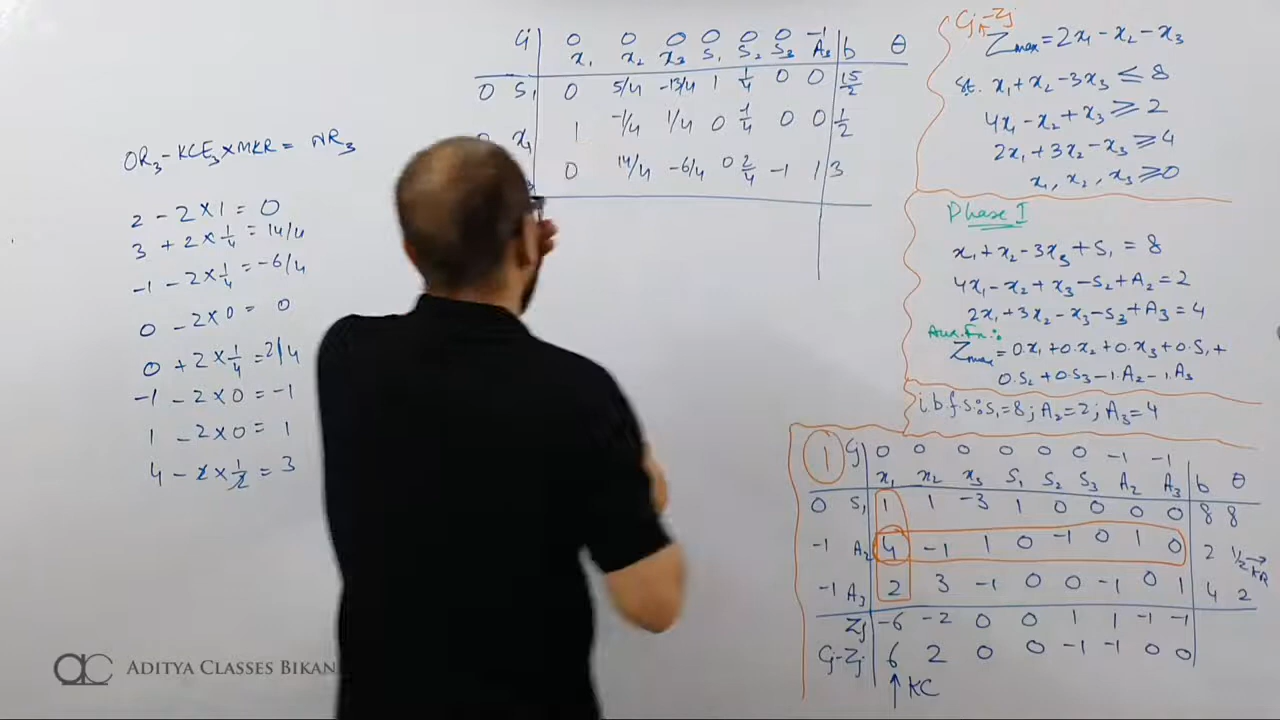 OR₃-KCE₃×MKR = NR₃
2 - 2×1 = 0
3 + 2×1/4 = 14/4
-1 - 2×1/4 = -6/4
0 - 2×0 = 0
0 + 2×1/4 = 2/4
-1 - 2×0 = -1
1 - 2×0 = 1
4 - 2×1/2 = 3
Cj 0 0 0 0 0 0 -1
x₁ x₂ x₃ S₁ S₂ S₃ A₃ b θ
0 S₁ 0 5/4 -13/4 1 1/4 0 0 15/2
0 x₁ 1 -1/4 1/4 0 1/4 0 0 1/2
0 14/4 -6/4 0 2/4 -1 1 3
Cj-Zj
Zmax = 2x₁ - x₂ - x₃
St. x₁ + x₂ - 3x₃ ≤ 8
4x₁ - x₂ + x₃ ≥ 2
2x₁ + 3x₂ - x₃ ≥ 4
x₁, x₂, x₃ ≥ 0
Phase I
x₁ + x₂ - 3x₃ + S₁ = 8
4x₁ - x₂ + x₃ - S₂ + A₂ = 2
2x₁ + 3x₂ - x₃ - S₃ + A₃ = 4
Aux. Fn.:
Zmax = 0.x₁ + 0.x₂ + 0.x₃ + 0.S₁ +
0.S₂ + 0.S₃ - 1.A₂ - 1.A₃
i.b.f.s: S₁ = 8; A₂ = 2; A₃ = 4
1 Cj 0 0 0 0 0 0 -1 -1
x₁ x₂ x₃ S₁ S₂ S₃ A₂ A₃ b θ
0 S₁ 1 1 -3 1 0 0 0 0 8 8
-1 A₂ 4 -1 1 0 -1 0 1 0 2 1/2 → KR
-1 A₃ 2 3 -1 0 0 -1 0 1 4 2
Zj -6 -2 0 0 1 1 -1 -1
Cj-Zj 6 2 0 0 -1 -1 0 0
↑ KC
ac ADITYA CLASSES BIKAN